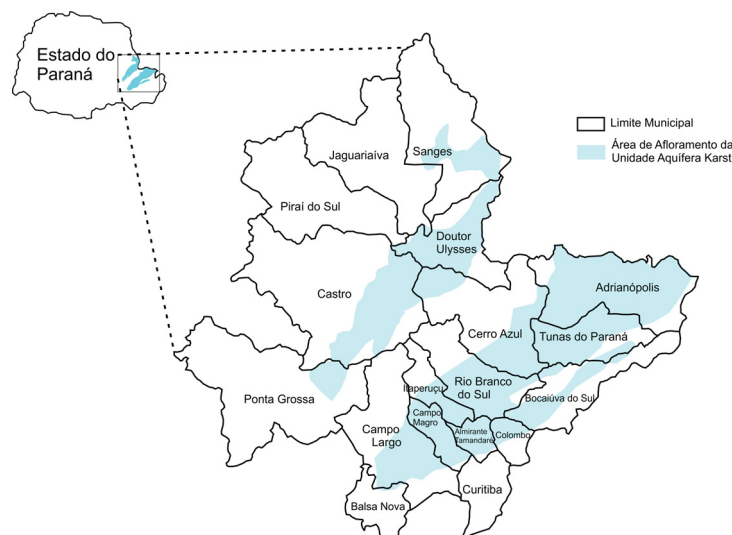 Estado do
Paraná
Limite Municipal
Área de Afloramento da
Unidade Aquífera Karst
Sanges
Jaguariaíva
Piraí do Sul
Doutor
Ulysses
Castro
Adrianópolis
Cerro Azul
Tunas do Paraná
Itaperuçu
Rio Branco
do Sul
Ponta Grossa
Bocaiúva do Sul
Campo
Magro
Campo
Largo
Almirante
Tamandaré
Colombo
Curitiba
Balsa Nova